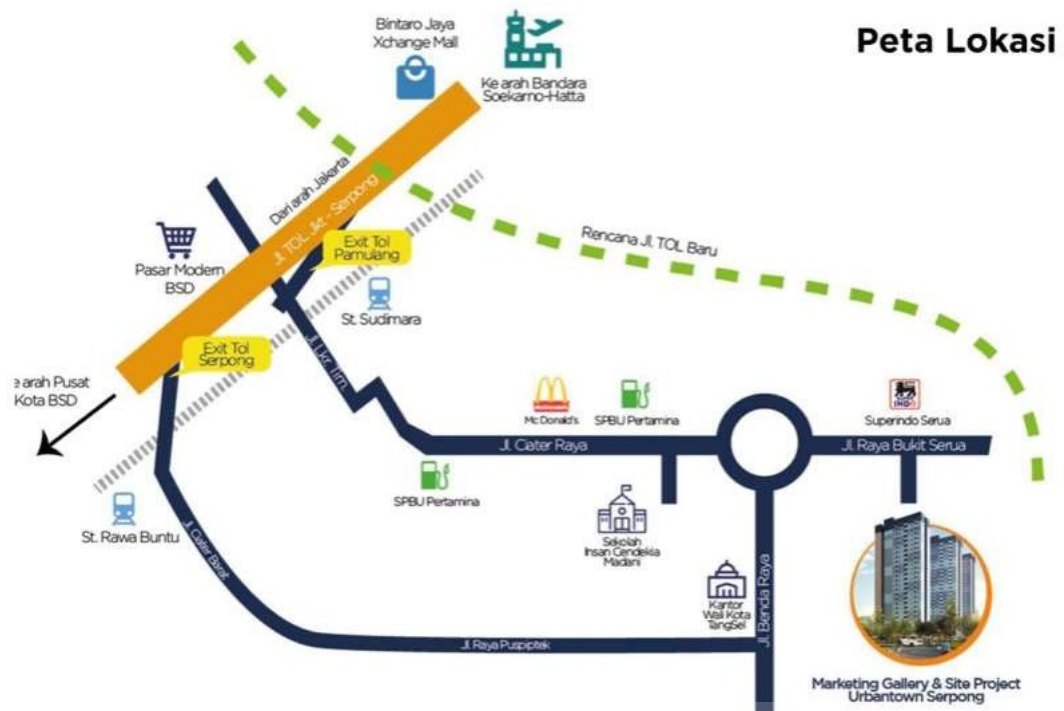 Peta Lokasi
Bintaro Jaya
Xchange Mall
Ke arah Bandara
Soekarno-Hatta
Dari arah Jakarta
Jl. TOL Jkt - Serpong
Exit Tol
Pamulang
Rencana Jl. TOL Baru
Pasar Modern
BSD
St. Sudimara
Exit Tol
Serpong
Jl. Lkr. Tim.
e arah Pusat
Kota BSD
Mc Donald's
SPBU Pertamina
INDO
Superindo Serua
Jl. Ciater Raya
Jl. Raya Bukit Serua
SPBU Pertamina
St. Rawa Buntu
Sekolah
Insan Cendekia
Madani
Jl. Ciater Barat
Kantor
Wali Kota
TangSel
Jl. Benda Raya
Jl. Raya Puspiptek
Marketing Gallery & Site Project
Urbantown Serpong